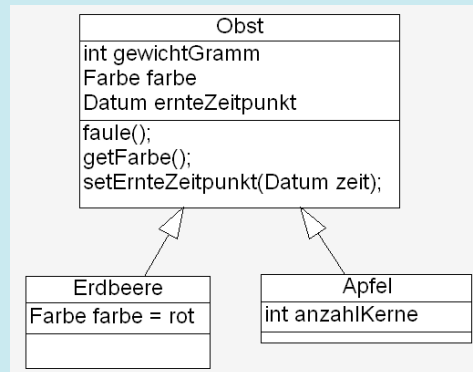 Obst
int gewichtGramm
Farbe farbe
Datum ernteZeitpunkt
faule();
getFarbe();
setErnteZeitpunkt(Datum zeit);
Erdbeere
Farbe farbe = rot
Apfel
int anzahlKerne